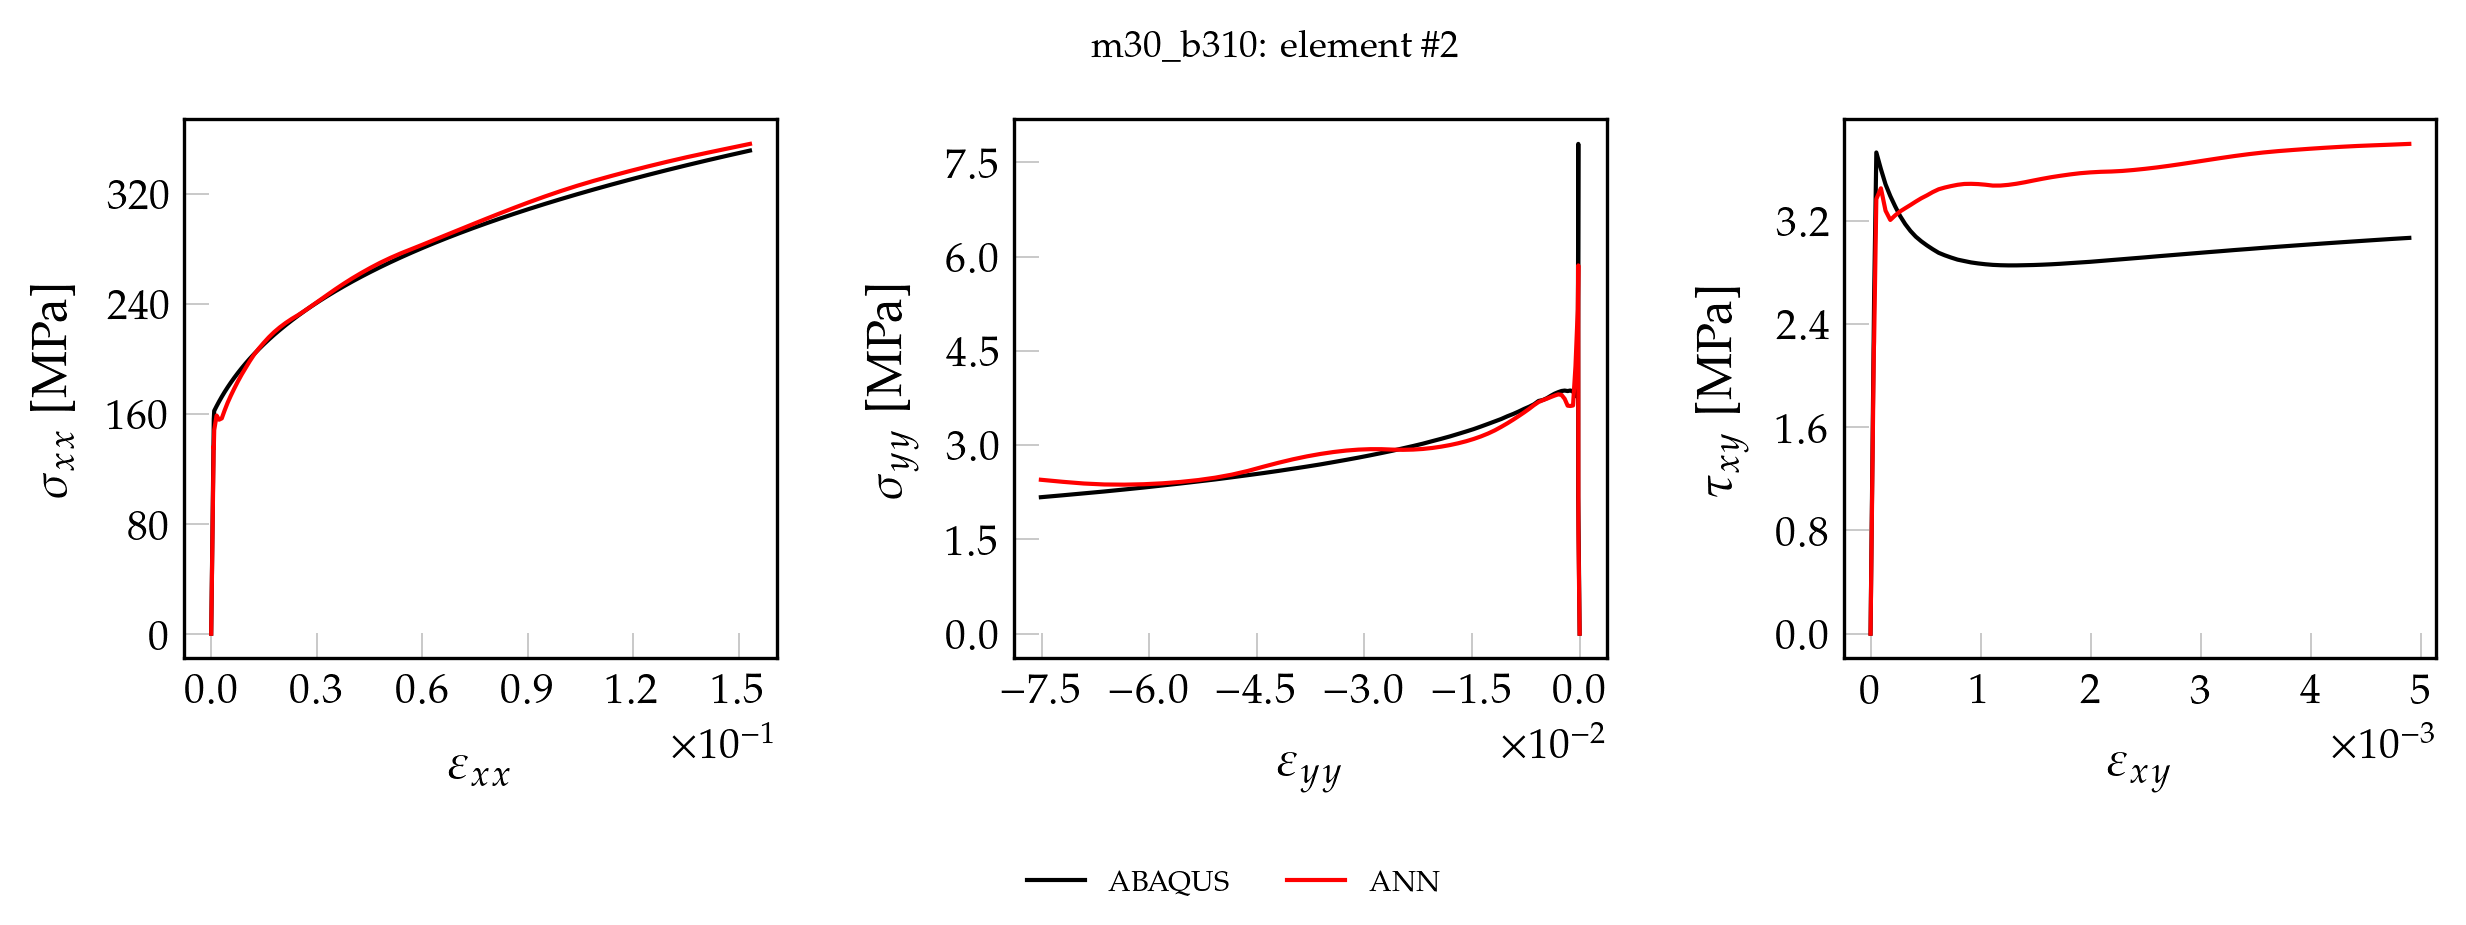 m30_b310: element #2
σxx [MPa]
320
240
160
80
0
0.0 0.3 0.6 0.9 1.2 1.5
×10⁻¹
εxx
σyy [MPa]
7.5
6.0
4.5
3.0
1.5
0.0
−7.5 −6.0 −4.5 −3.0 −1.5 0.0
×10⁻²
εyy
τxy [MPa]
3.2
2.4
1.6
0.8
0.0
0 1 2 3 4 5
×10⁻³
εxy
ABAQUS ANN